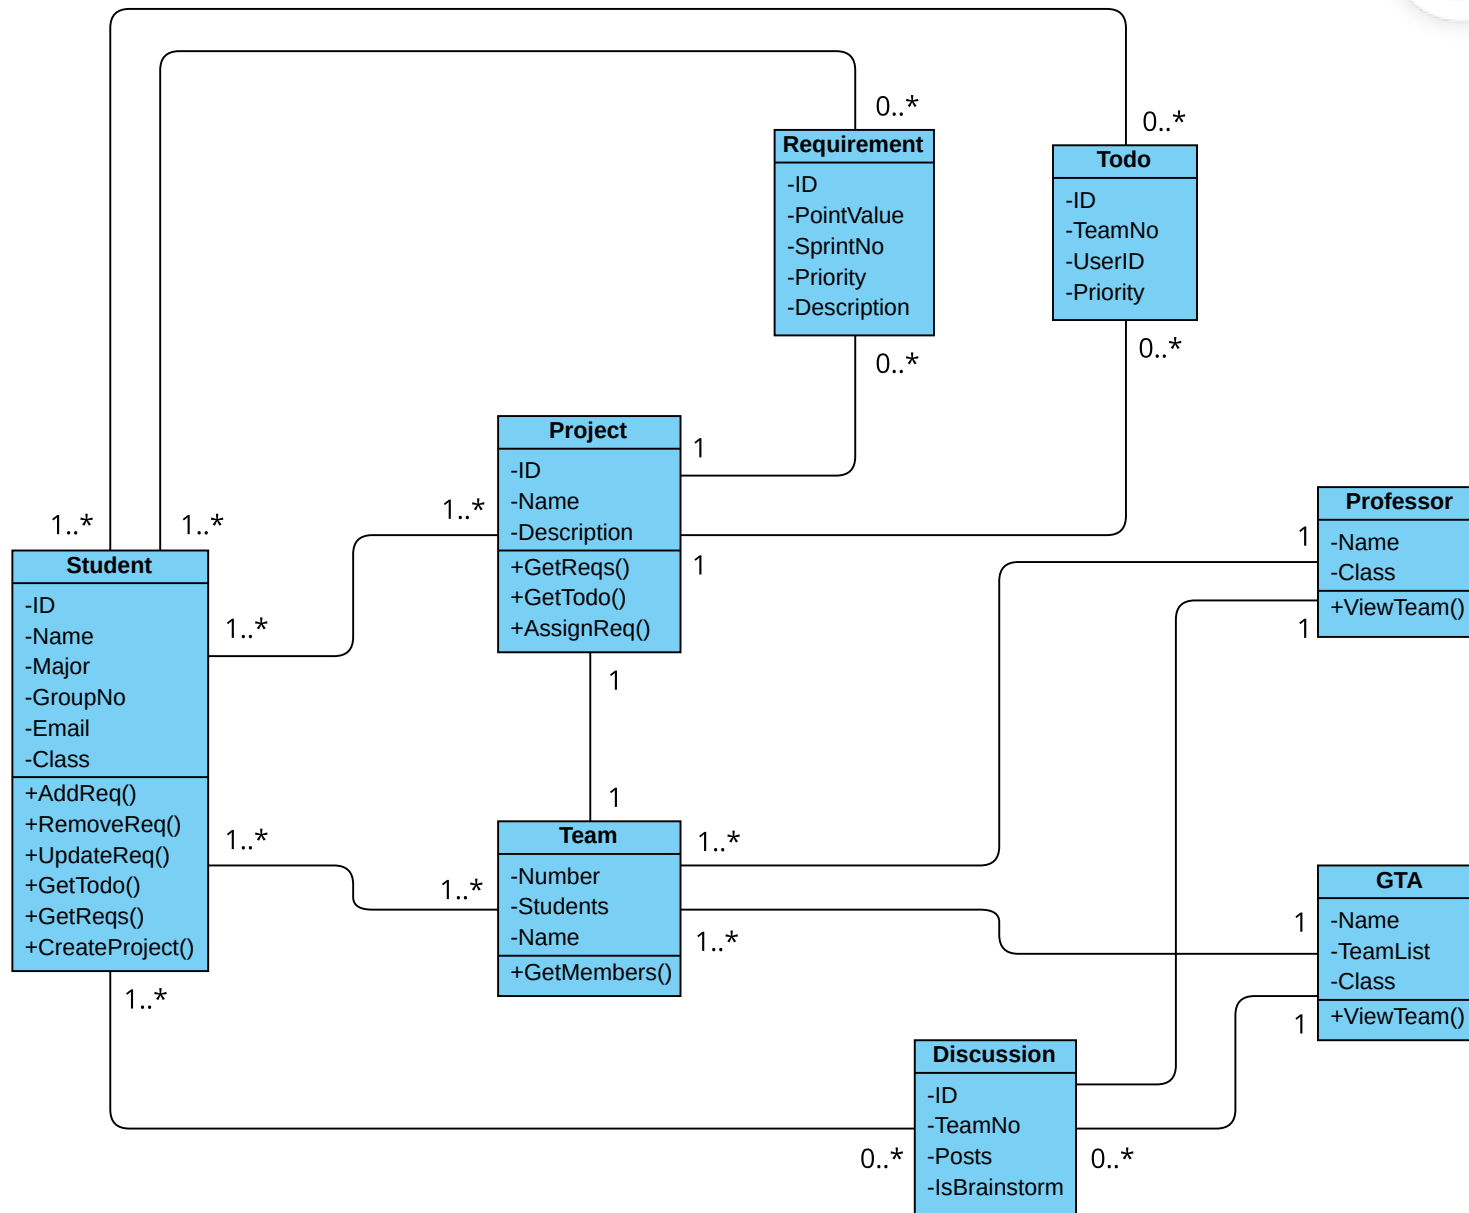 0..*
0..*
Requirement
-ID
-PointValue
-SprintNo
-Priority
-Description
0..*
Todo
-ID
-TeamNo
-UserID
-Priority
0..*
Project
-ID
-Name
-Description
+GetReqs()
+GetTodo()
+AssignReq()
1
1..*
1
1
1..*
1..*
Student
-ID
-Name
-Major
-GroupNo
-Email
-Class
+AddReq()
+RemoveReq()
+UpdateReq()
+GetTodo()
+GetReqs()
+CreateProject()
1..*
1..*
1..*
Professor
-Name
-Class
+ViewTeam()
1
1
1
Team
-Number
-Students
-Name
+GetMembers()
1..*
1..*
1..*
GTA
-Name
-TeamList
-Class
+ViewTeam()
1
1
Discussion
-ID
-TeamNo
-Posts
-IsBrainstorm
0..*
0..*